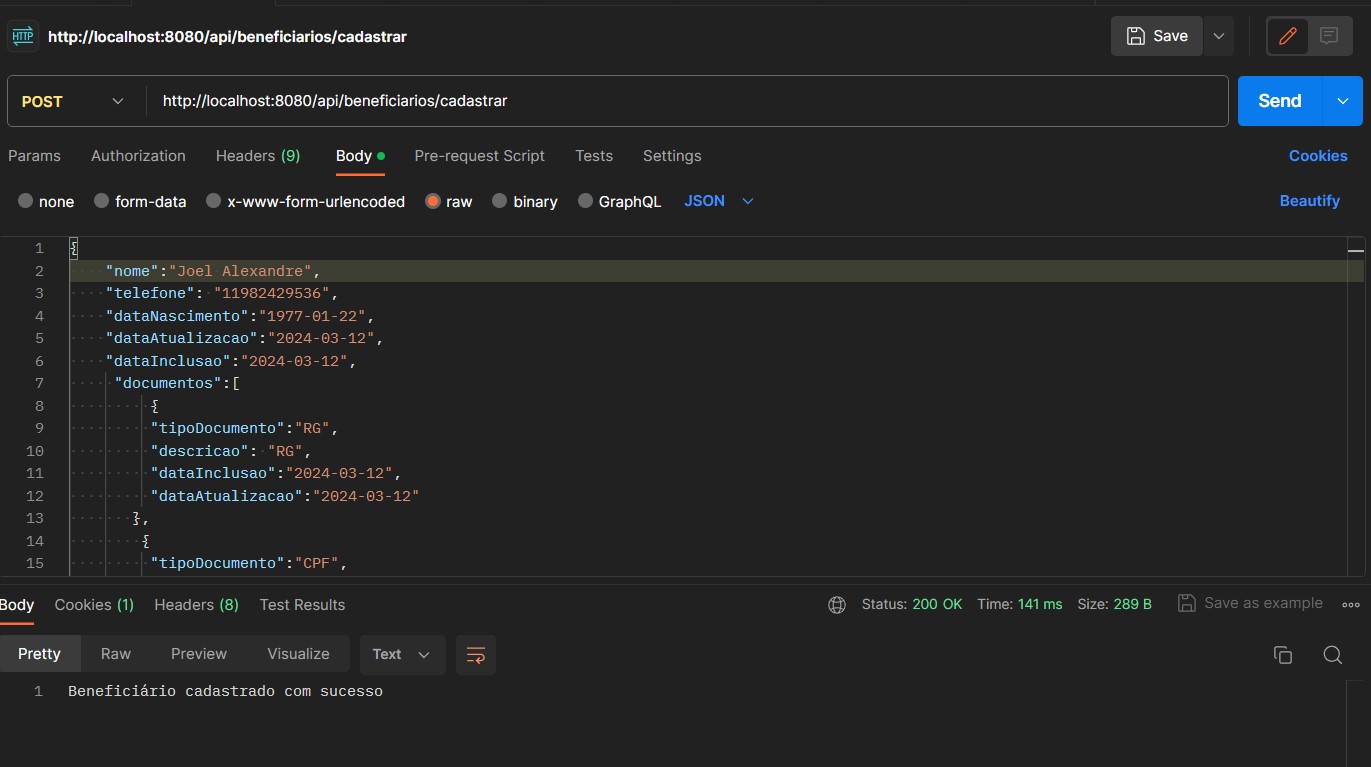 HTTP http://localhost:8080/api/beneficiarios/cadastrar Save
POST http://localhost:8080/api/beneficiarios/cadastrar Send
Params Authorization Headers (9) Body Pre-request Script Tests Settings Cookies
none form-data x-www-form-urlencoded raw binary GraphQL JSON Beautify
1 {
2 "nome":"Joel Alexandre",
3 "telefone": "11982429536",
4 "dataNascimento":"1977-01-22",
5 "dataAtualizacao":"2024-03-12",
6 "dataInclusao":"2024-03-12",
7 "documentos":[
8 {
9 "tipoDocumento":"RG",
10 "descricao": "RG",
11 "dataInclusao":"2024-03-12",
12 "dataAtualizacao":"2024-03-12"
13 },
14 {
15 "tipoDocumento":"CPF",
Body Cookies (1) Headers (8) Test Results Status: 200 OK Time: 141 ms Size: 289 B Save as example
Pretty Raw Preview Visualize Text
1 Beneficiário cadastrado com sucesso